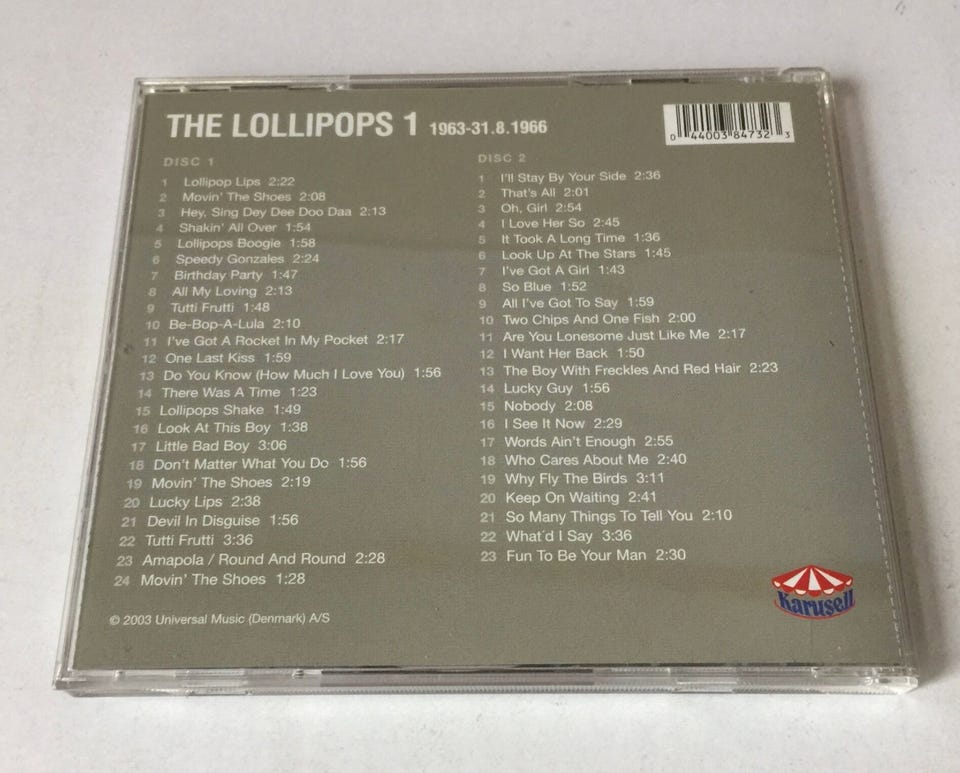 THE LOLLIPOPS 1 1963-31.8.1966
0 44003 84732 3
DISC 1
1 Lollipop Lips 2:22
2 Movin' The Shoes 2:08
3 Hey, Sing Dey Dee Doo Daa 2:13
4 Shakin' All Over 1:54
5 Lollipops Boogie 1:58
6 Speedy Gonzales 2:24
7 Birthday Party 1:47
8 All My Loving 2:13
9 Tutti Frutti 1:48
10 Be-Bop-A-Lula 2:10
11 I've Got A Rocket In My Pocket 2:17
12 One Last Kiss 1:59
13 Do You Know (How Much I Love You) 1:56
14 There Was A Time 1:23
15 Lollipops Shake 1:49
16 Look At This Boy 1:38
17 Little Bad Boy 3:06
18 Don't Matter What You Do 1:56
19 Movin' The Shoes 2:19
20 Lucky Lips 2:38
21 Devil In Disguise 1:56
22 Tutti Frutti 3:36
23 Amapola / Round And Round 2:28
24 Movin' The Shoes 1:28
DISC 2
1 I'll Stay By Your Side 2:36
2 That's All 2:01
3 Oh, Girl 2:54
4 I Love Her So 2:45
5 It Took A Long Time 1:36
6 Look Up At The Stars 1:45
7 I've Got A Girl 1:43
8 So Blue 1:52
9 All I've Got To Say 1:59
10 Two Chips And One Fish 2:00
11 Are You Lonesome Just Like Me 2:17
12 I Want Her Back 1:50
13 The Boy With Freckles And Red Hair 2:23
14 Lucky Guy 1:56
15 Nobody 2:08
16 I See It Now 2:29
17 Words Ain't Enough 2:55
18 Who Cares About Me 2:40
19 Why Fly The Birds 3:11
20 Keep On Waiting 2:41
21 So Many Things To Tell You 2:10
22 What´d I Say 3:36
23 Fun To Be Your Man 2:30
Karusell
© 2003 Universal Music (Denmark) A/S